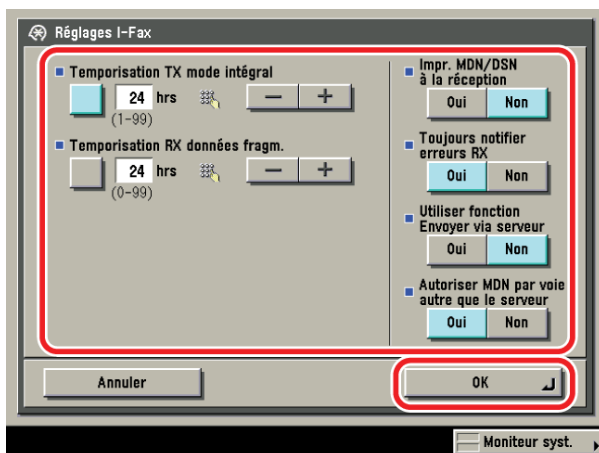 Réglages I-Fax
Temporisation TX mode intégral
24 hrs - +
(1-99)
Temporisation RX données fragm.
24 hrs - +
(0-99)
Impr. MDN/DSN
à la réception
Oui Non
Toujours notifier
erreurs RX
Oui Non
Utiliser fonction
Envoyer via serveur
Oui Non
Autoriser MDN par voie
autre que le serveur
Oui Non
Annuler
OK
Moniteur syst.